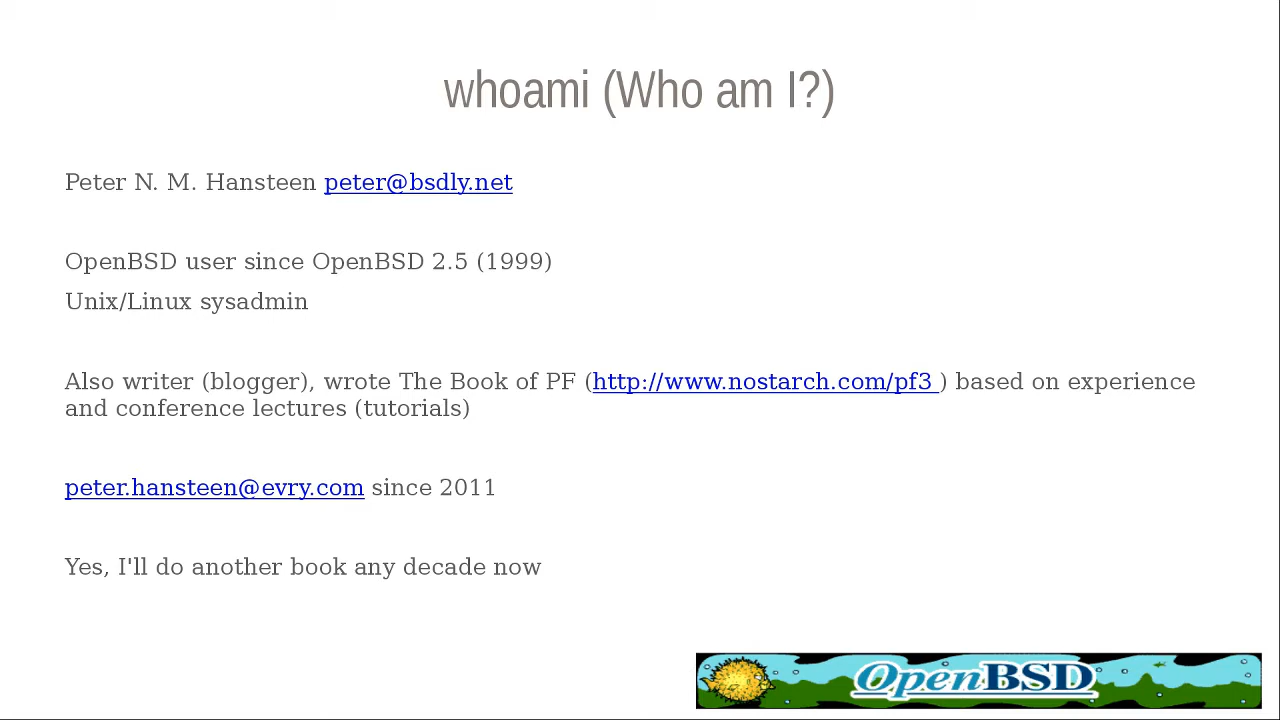 whoami (Who am I?)
Peter N. M. Hansteen peter@bsdly.net
OpenBSD user since OpenBSD 2.5 (1999)
Unix/Linux sysadmin
Also writer (blogger), wrote The Book of PF (http://www.nostarch.com/pf3 ) based on experience
and conference lectures (tutorials)
peter.hansteen@evry.com since 2011
Yes, I'll do another book any decade now
OpenBSD